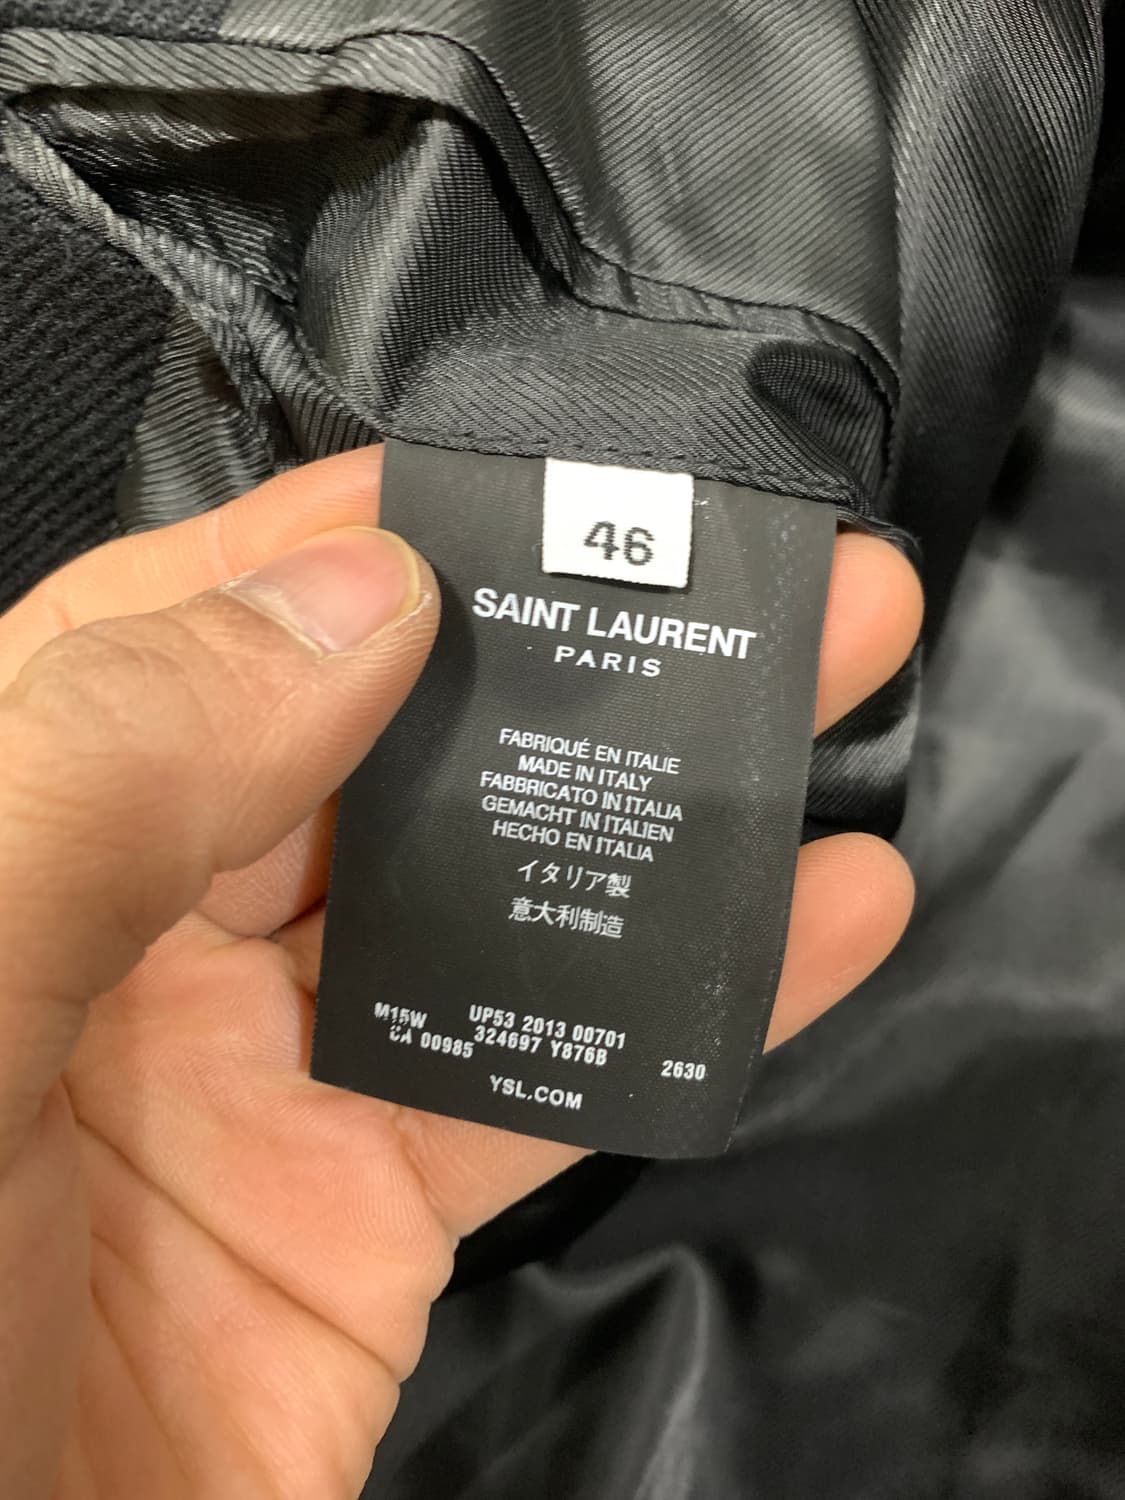 46
SAINT LAURENT
PARIS
FABRIQUÉ EN ITALIE
MADE IN ITALY
FABBRICATO IN ITALIA
GEMACHT IN ITALIEN
HECHO EN ITALIA
イタリア製
意大利制造
M15W UP53 2013 00701
CA 00985 324697 Y876B 2630
YSL.COM